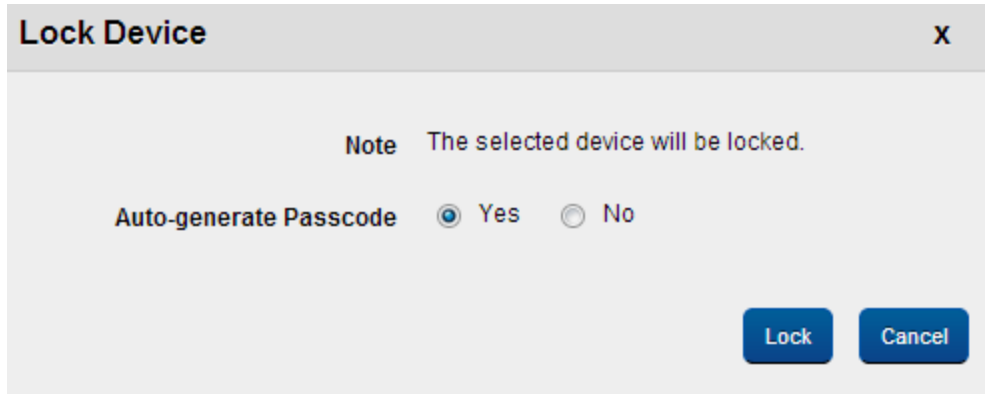 Lock Device x
Note The selected device will be locked.
Auto-generate Passcode Yes No
Lock Cancel